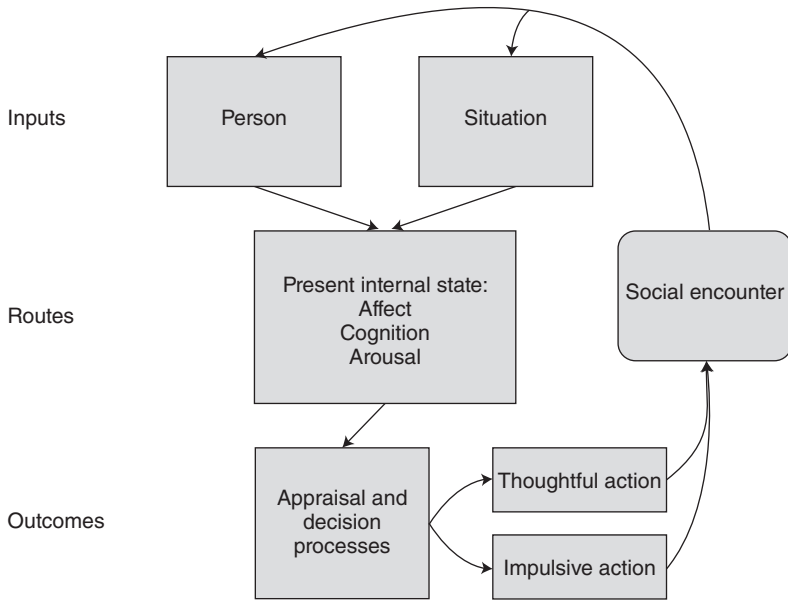 Inputs
Person
Situation
Routes
Present internal state:
Affect
Cognition
Arousal
Social encounter
Outcomes
Appraisal and
decision
processes
Thoughtful action
Impulsive action